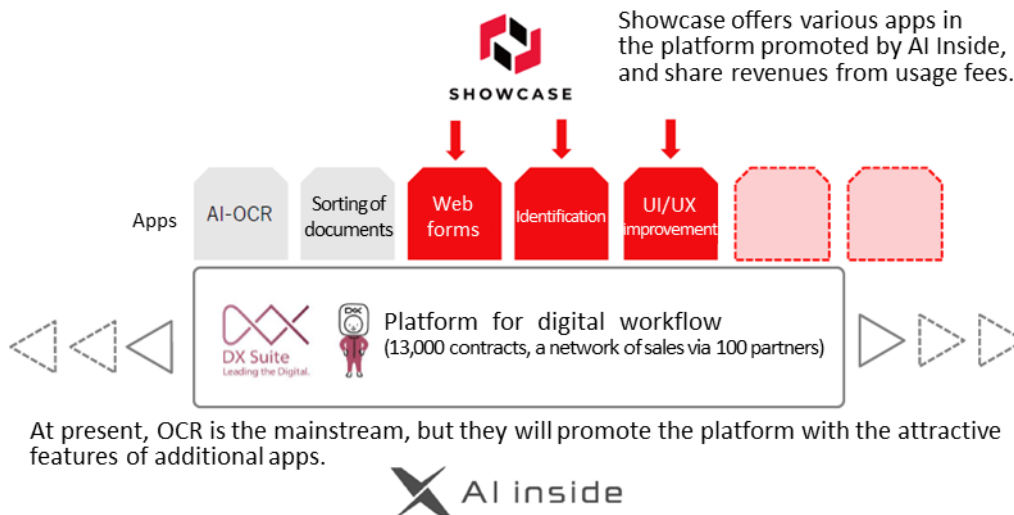 Showcase offers various apps in
the platform promoted by AI Inside,
and share revenues from usage fees.
SHOWCASE
Apps
AI-OCR
Sorting of
documents
Web
forms
Identification
UI/UX
improvement
DX Suite
Leading the Digital.
DX
Platform for digital workflow
(13,000 contracts, a network of sales via 100 partners)
At present, OCR is the mainstream, but they will promote the platform with the attractive
features of additional apps.
AI inside